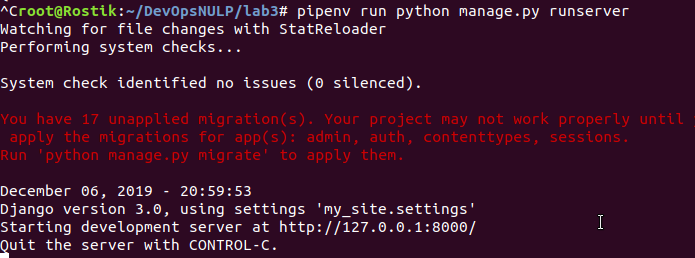 ^Croot@Rostik:~/DevOpsNULP/lab3# pipenv run python manage.py runserver
Watching for file changes with StatReloader
Performing system checks...
System check identified no issues (0 silenced).
You have 17 unapplied migration(s). Your project may not work properly until
apply the migrations for app(s): admin, auth, contenttypes, sessions.
Run 'python manage.py migrate' to apply them.
December 06, 2019 - 20:59:53
Django version 3.0, using settings 'my_site.settings'
Starting development server at http://127.0.0.1:8000/
Quit the server with CONTROL-C.